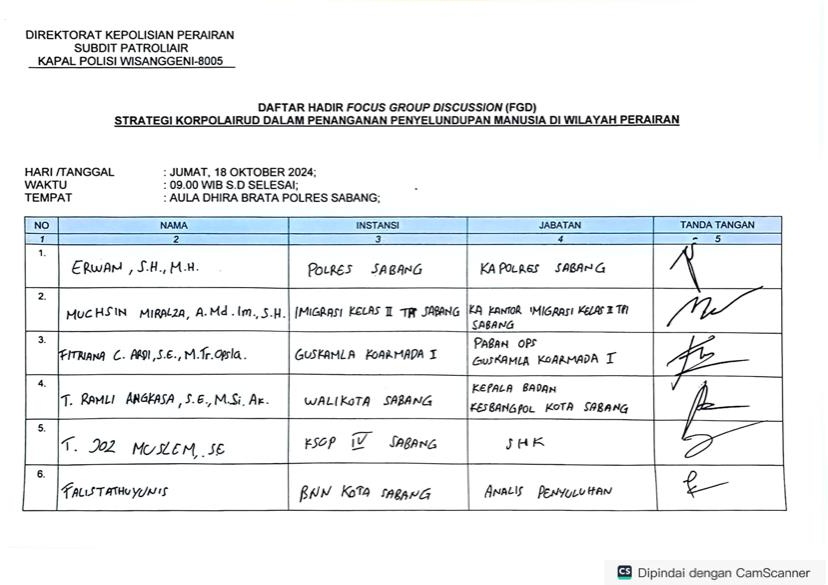 DIREKTORAT KEPOLISIAN PERAIRAN
SUBDIT PATROLIAIR
KAPAL POLISI WISANGGENI-8005
DAFTAR HADIR FOCUS GROUP DISCUSSION (FGD)
STRATEGI KORPOLAIRUD DALAM PENANGANAN PENYELUNDUPAN MANUSIA DI WILAYAH PERAIRAN
HARI /TANGGAL : JUMAT, 18 OKTOBER 2024;
WAKTU : 09.00 WIB S.D SELESAI;
TEMPAT : AULA DHIRA BRATA POLRES SABANG;
NO NAMA INSTANSI JABATAN TANDA TANGAN
1 2 3 4 5
1. ERWAN, S.H., M.H. POLRES SABANG KAPOLRES SABANG
2. MUCHSIN MIRALZA, A.Md.Im., S.H. IMIGRASI KELAS II TPI SABANG KA KANTOR IMIGRASI KELAS II TPI
SABANG
3. FITRIANA C. ARDI, S.E., M.Tr.Opsla. GUSKAMLA KOARMADA I PABAN OPS
GUSKAMLA KOARMADA I
4. T. RAMLI ANGKASA, S.E., M.Si, Ak. WALIKOTA SABANG KEPALA BADAN
KESBANGPOL KOTA SABANG
5. T. MUSLEM, SE KSOP IV SABANG
6. FALISTATHUYUNIS BNN KOTA SABANG ANALIS PENYULUHAN
CS Dipindai dengan CamScanner